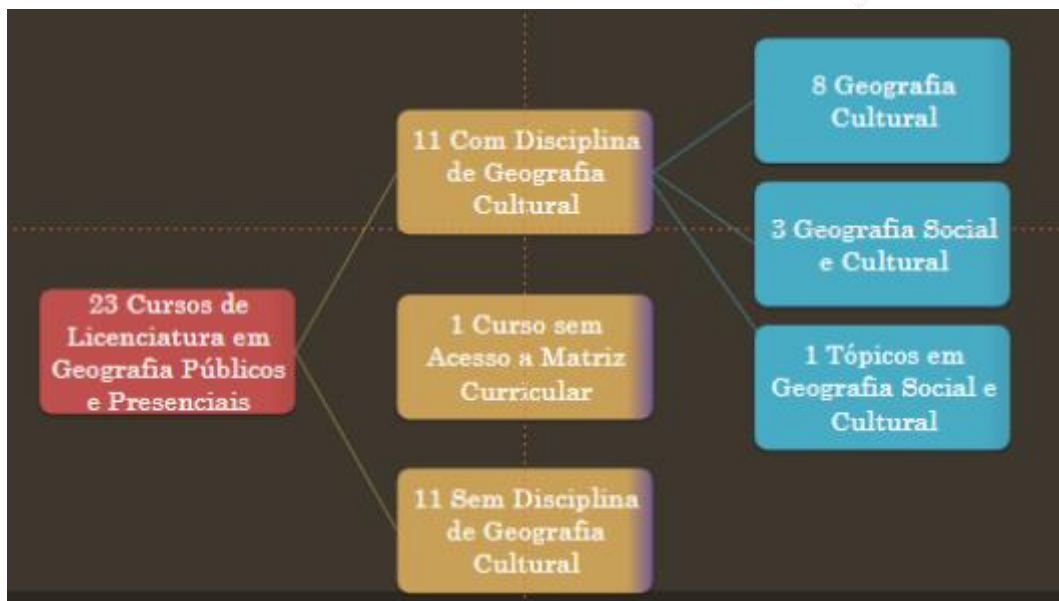 23 Cursos de
Licenciatura em
Geografia Públicos
e Presenciais
11 Com Disciplina
de Geografia
Cultural
1 Curso sem
Acesso a Matriz
Curricular
11 Sem Disciplina
de Geografia
Cultural
8 Geografia
Cultural
3 Geografia Social
e Cultural
1 Tópicos em
Geografia Social e
Cultural